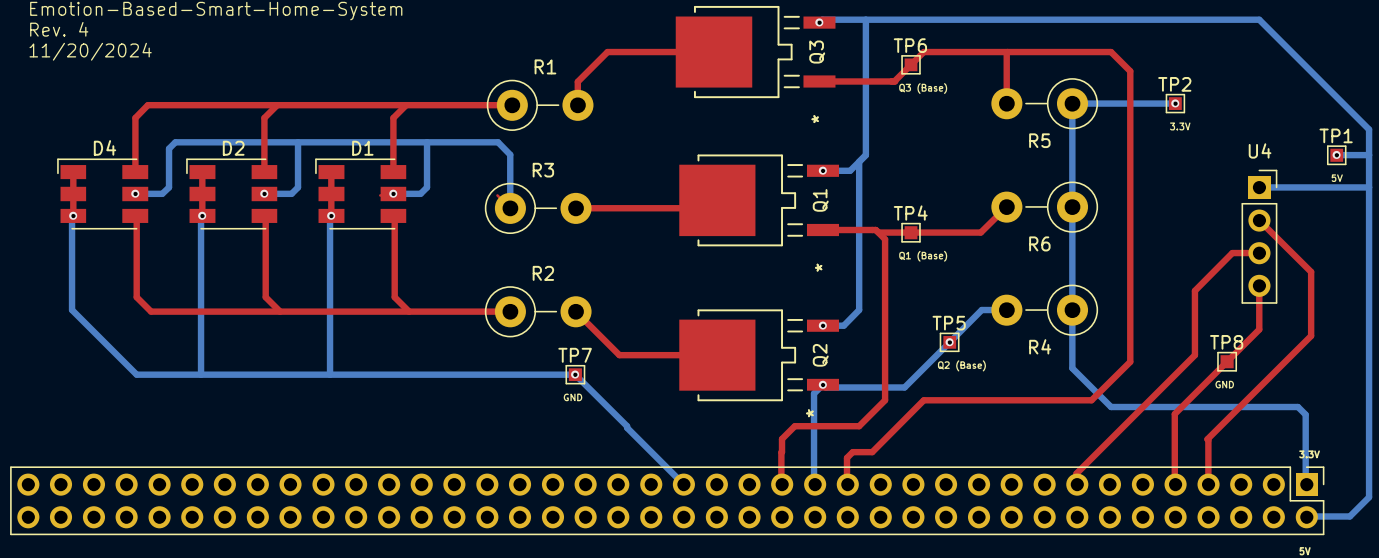 Emotion-Based-Smart-Home-System
Rev. 4
11/20/2024
Q3
TP6
Q3 (Base)
R1
TP2
3.3V
*
R5
TP1
5V
D4
D2
D1
U4
R3
Q1
TP4
Q1 (Base)
R6
*
R2
TP5
Q2 (Base)
Q2
R4
TP8
GND
TP7
GND
*
3.3V
5V